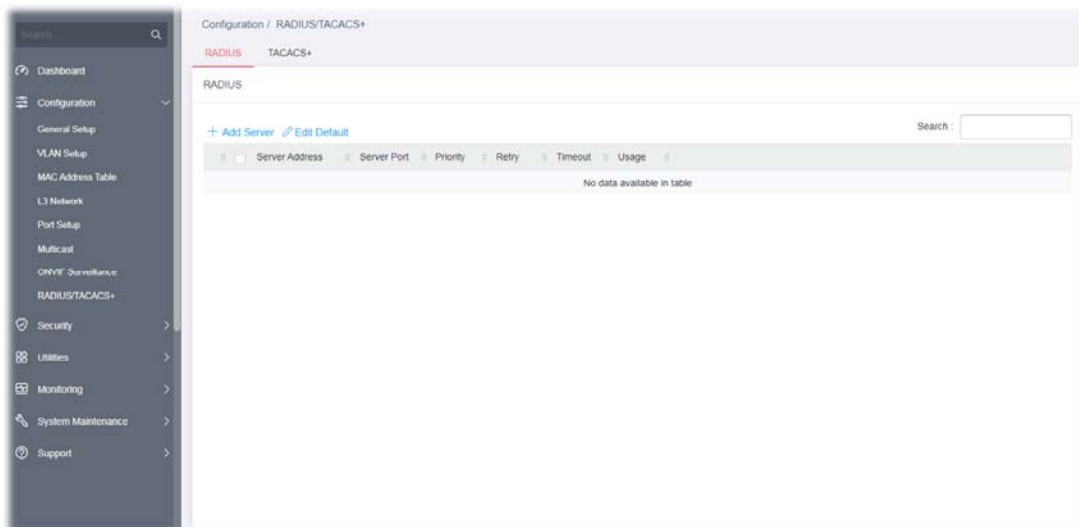 Search...
Configuration / RADIUS/TACACS+
RADIUS TACACS+
Dashboard
Configuration
General Setup
VLAN Setup
MAC Address Table
L3 Network
Port Setup
Multicast
ONVIF Surveillance
RADIUS/TACACS+
Security
Utilities
Monitoring
System Maintenance
Support
RADIUS
+ Add Server Edit Default
Search :
Server Address Server Port Priority Retry Timeout Usage
No data available in table